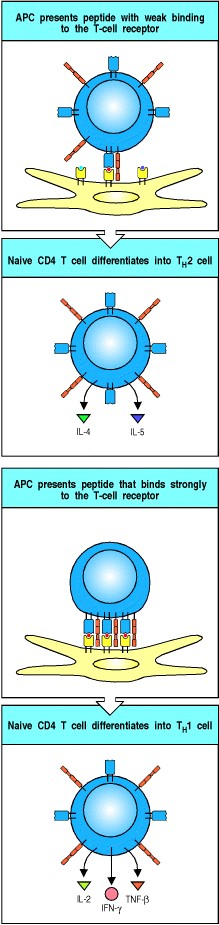 APC presents peptide with weak binding
to the T-cell receptor
Naive CD4 T cell differentiates into TH2 cell
IL-4 IL-5
APC presents peptide that binds strongly
to the T-cell receptor
Naive CD4 T cell differentiates into TH1 cell
IL-2 IFN-γ TNF-β